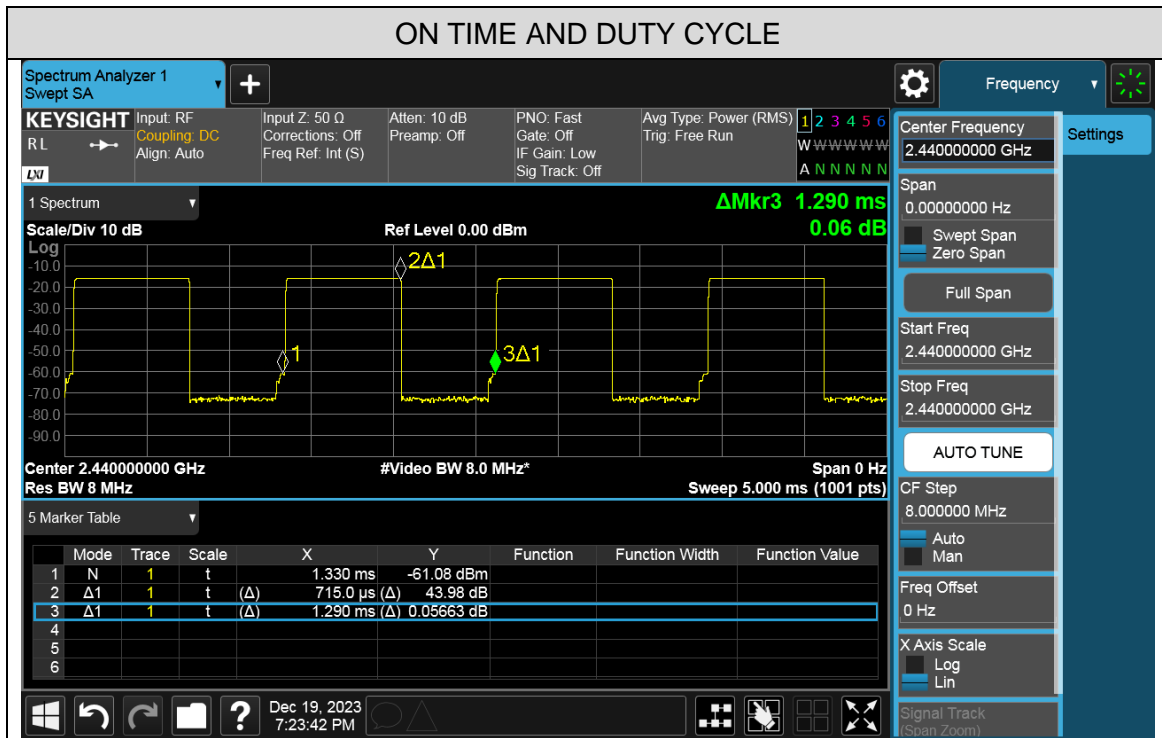 ON TIME AND DUTY CYCLE
Spectrum Analyzer 1
Swept SA
Frequency
KEYSIGHT
RL
LXI
Input: RF
Coupling: DC
Align: Auto
Input Z: 50 Ω
Corrections: Off
Freq Ref: Int (S)
Atten: 10 dB
Preamp: Off
PNO: Fast
Gate: Off
IF Gain: Low
Sig Track: Off
Avg Type: Power (RMS)
Trig: Free Run
1 2 3 4 5 6
W W W W W W
A N N N N N
1 Spectrum
ΔMkr3 1.290 ms
0.06 dB
Scale/Div 10 dB
Ref Level 0.00 dBm
Log
-10.0
-20.0
-30.0
-40.0
-50.0
-60.0
-70.0
-80.0
-90.0
2Δ1
1
3Δ1
Center 2.440000000 GHz
#Video BW 8.0 MHz*
Span 0 Hz
Res BW 8 MHz
Sweep 5.000 ms (1001 pts)
5 Marker Table
Mode Trace Scale X Y Function Function Width Function Value
1 N 1 t 1.330 ms -61.08 dBm
2 Δ1 1 t (Δ) 715.0 µs (Δ) 43.98 dB
3 Δ1 1 t (Δ) 1.290 ms (Δ) 0.05663 dB
4
5
6
?
Dec 19, 2023
7:23:42 PM
Center Frequency
2.440000000 GHz
Settings
Span
0.00000000 Hz
Swept Span
Zero Span
Full Span
Start Freq
2.440000000 GHz
Stop Freq
2.440000000 GHz
AUTO TUNE
CF Step
8.000000 MHz
Auto
Man
Freq Offset
0 Hz
X Axis Scale
Log
Lin
Signal Track
(Span Zoom)